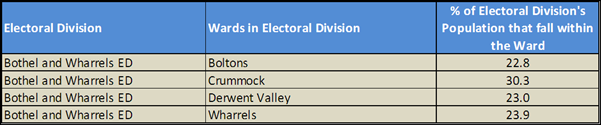 Electoral Division Wards in Electoral Division % of Electoral Division's Population that fall within the Ward
Bothel and Wharrels ED Boltons 22.8
Bothel and Wharrels ED Crummock 30.3
Bothel and Wharrels ED Derwent Valley 23.0
Bothel and Wharrels ED Wharrels 23.9